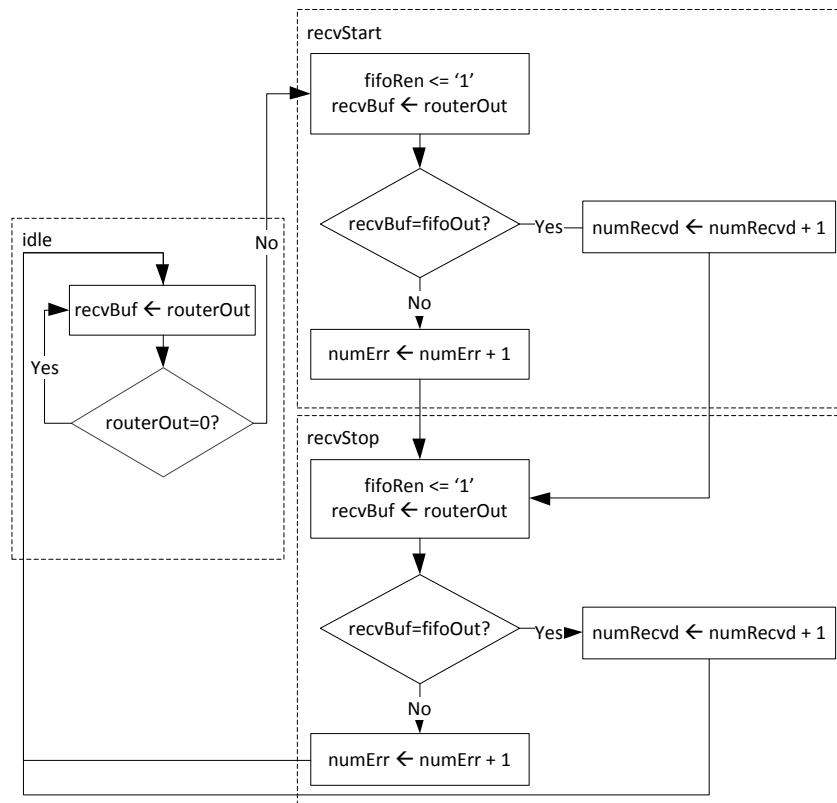 recvStart
fifoRen <= ‘1’
recvBuf ← routerOut
recvBuf=fifoOut?
Yes
numRecvd ← numRecvd + 1
No
numErr ← numErr + 1
idle
No
recvBuf ← routerOut
Yes
routerOut=0?
recvStop
fifoRen <= ‘1’
recvBuf ← routerOut
recvBuf=fifoOut?
Yes
numRecvd ← numRecvd + 1
No
numErr ← numErr + 1